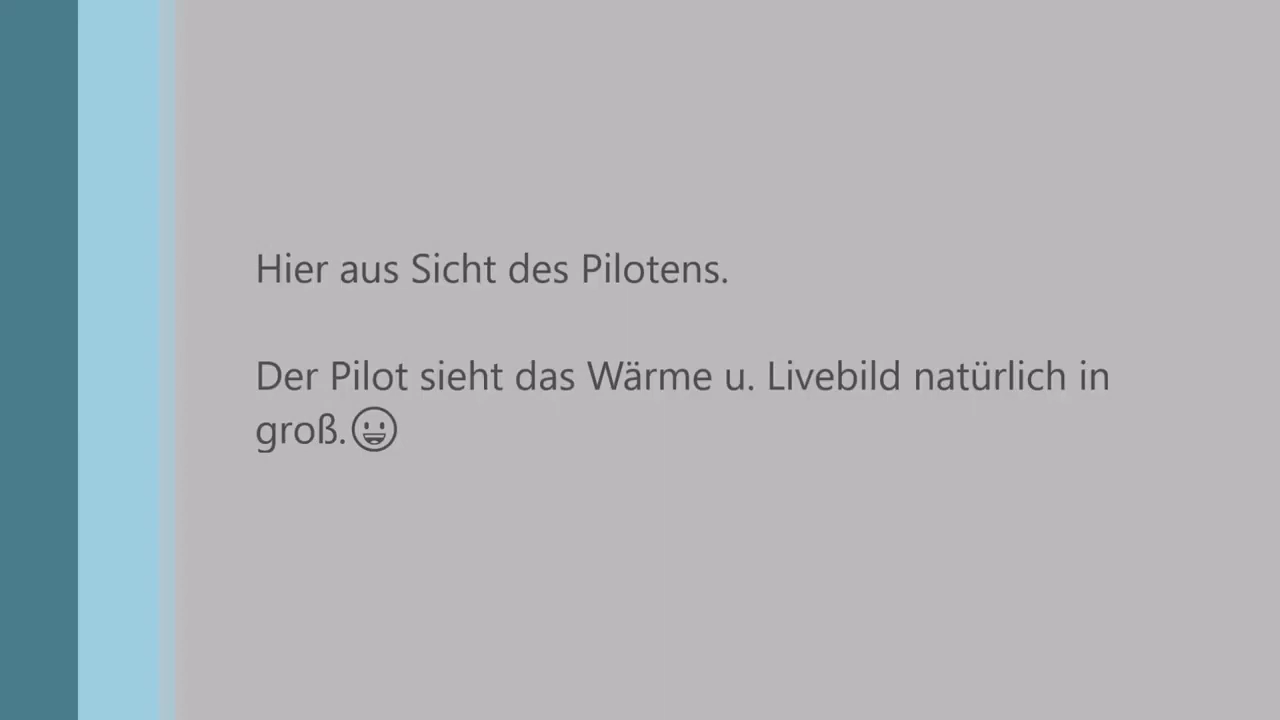 Hier aus Sicht des Pilotens.
Der Pilot sieht das Wärme u. Livebild natürlich in
groß.😀